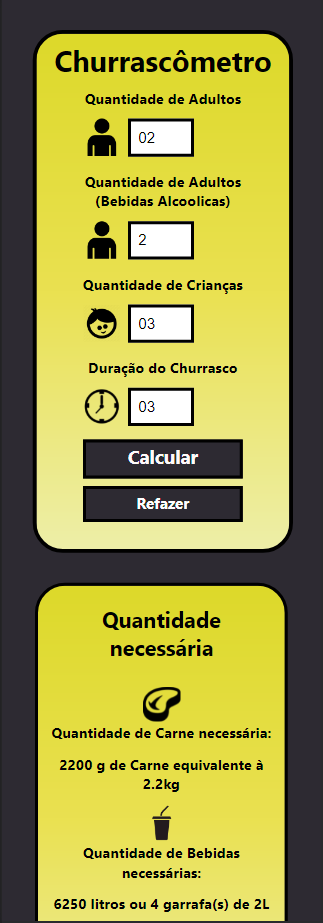 Churrascômetro
Quantidade de Adultos
02
Quantidade de Adultos
(Bebidas Alcoolicas)
2
Quantidade de Crianças
03
Duração do Churrasco
03
Calcular
Refazer
Quantidade
necessária
Quantidade de Carne necessária:
2200 g de Carne equivalente à
2.2kg
Quantidade de Bebidas
necessárias:
6250 litros ou 4 garrafa(s) de 2L